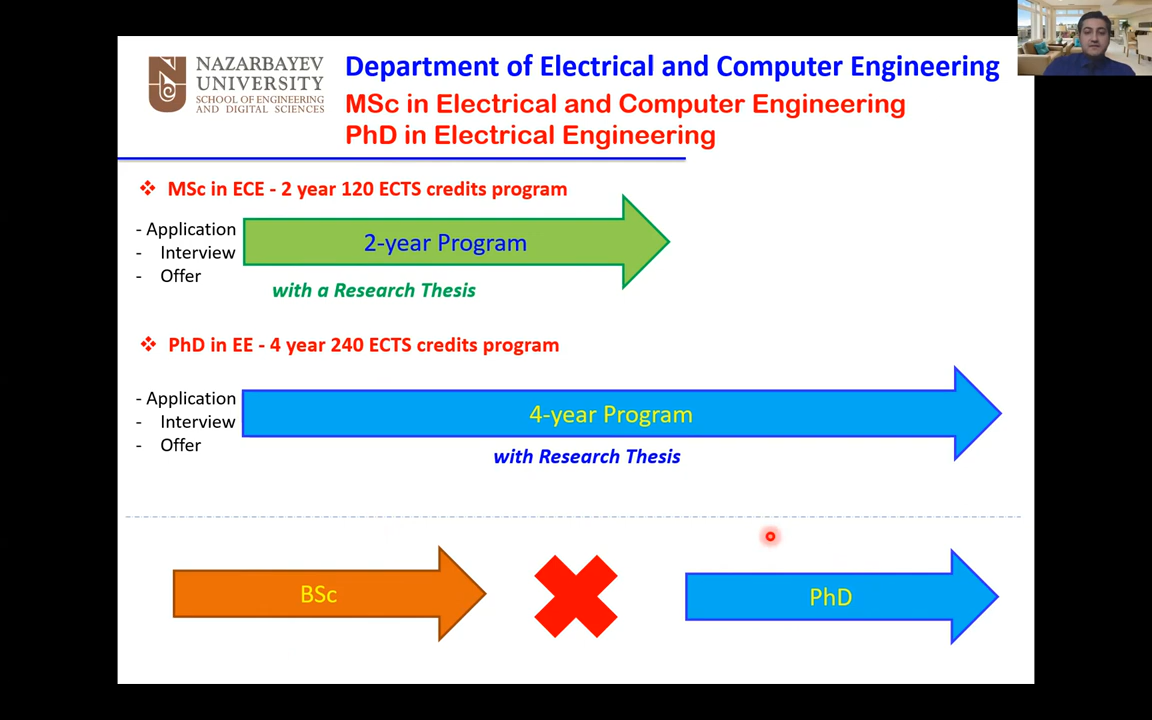 NAZARBAYEV
UNIVERSITY
SCHOOL OF ENGINEERING
AND DIGITAL SCIENCES
Department of Electrical and Computer Engineering
MSc in Electrical and Computer Engineering
PhD in Electrical Engineering
❖ MSc in ECE - 2 year 120 ECTS credits program
- Application
- Interview
- Offer
2-year Program
with a Research Thesis
❖ PhD in EE - 4 year 240 ECTS credits program
- Application
- Interview
- Offer
4-year Program
with Research Thesis
BSc
PhD